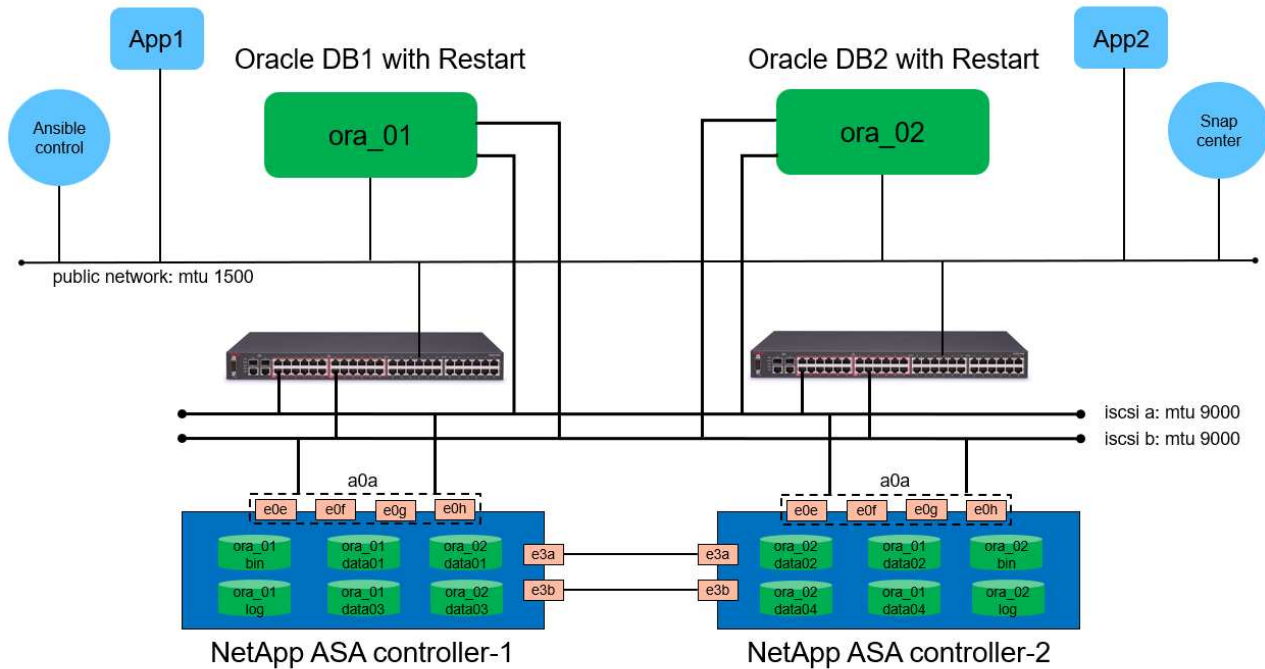 App1
App2
Oracle DB1 with Restart
Oracle DB2 with Restart
Ansible
control
ora_01
ora_02
Snap
center
public network: mtu 1500
iscsi a: mtu 9000
iscsi b: mtu 9000
a0a
a0a
e0e
e0f
e0g
e0h
e0e
e0f
e0g
e0h
ora_01
bin
ora_01
data01
ora_02
data01
e3a
e3a
ora_02
data02
ora_01
data02
ora_02
bin
ora_01
log
ora_01
data03
ora_02
data03
e3b
e3b
ora_02
data04
ora_01
data04
ora_02
log
NetApp ASA controller-1
NetApp ASA controller-2